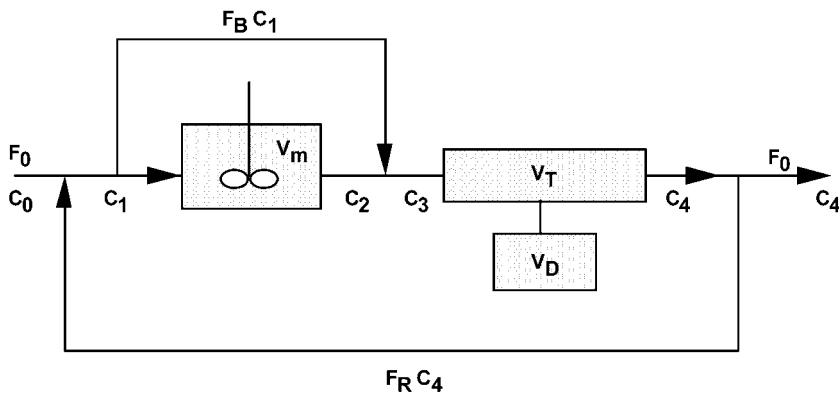 F_B C_1
F_0
C_0
C_1
V_m
C_2
C_3
V_T
C_4
F_0
C_4
V_D
F_R C_4